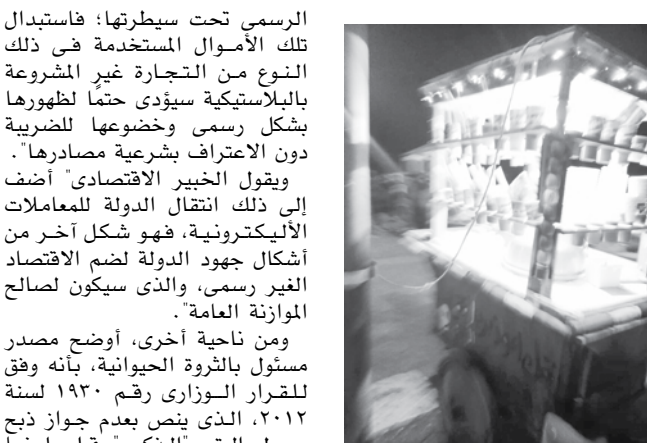 الرسمى تحت سيطرتها؛ فاستبدال
تلك الأموال المستخدمة فى ذلك
النوع من التجارة غير المشروعة
بالبلاستيكية سيؤدى حتمًا لظهورها
بشكل رسمى وخضوعها للضريبة
دون الاعتراف بشرعية مصادرها".
ويقول الخبير الاقتصادى" أضف
إلى ذلك انتقال الدولة للمعاملات
الأليكترونية، فهو شكل آخر من
أشكال جهود الدولة لضم الاقتصاد
الغير رسمى، والذى سيكون لصالح
الموازنة العامة".
ومن ناحية أخرى، أوضح مصدر
مسئول بالثروة الحيوانية، بأنه وفق
للقرار الوزارى رقم ١٩٣٠ لسنة
٢٠١٢، الذى ينص بعدم جواز ذبح